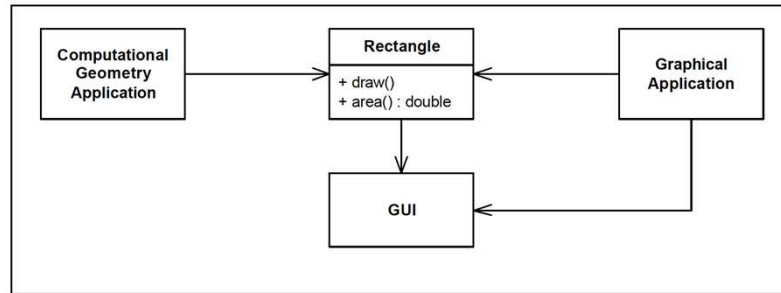 Computational
Geometry
Application
Rectangle
+ draw()
+ area() : double
Graphical
Application
GUI